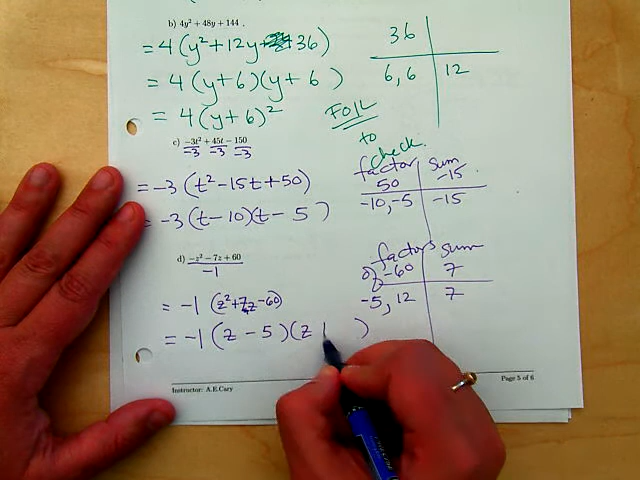 b) 4y² + 48y + 144 .
= 4(y² + 12y + 36)
36
= 4(y+6)(y+6)
6,6 12
= 4(y+6)²
FOIL
to
check.
c) -3t² + 45t - 150
-3 -3 -3
factors sum
50 -15
= -3(t² - 15t + 50)
-10,-5 -15
= -3(t - 10)(t - 5)
d) -z² - 7z + 60
-1
factors sum
of -60 7
= -1(z² + 7z - 60)
-5, 12 7
= -1(z - 5)(z )
Instructor: A.E.Cary Page 5 of 6